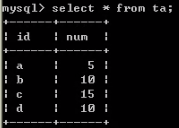 mysql> select * from ta;
+------+------+
| id   | num  |
+------+------+
| a    |    5 |
| b    |   10 |
| c    |   15 |
| d    |   10 |
+------+------+